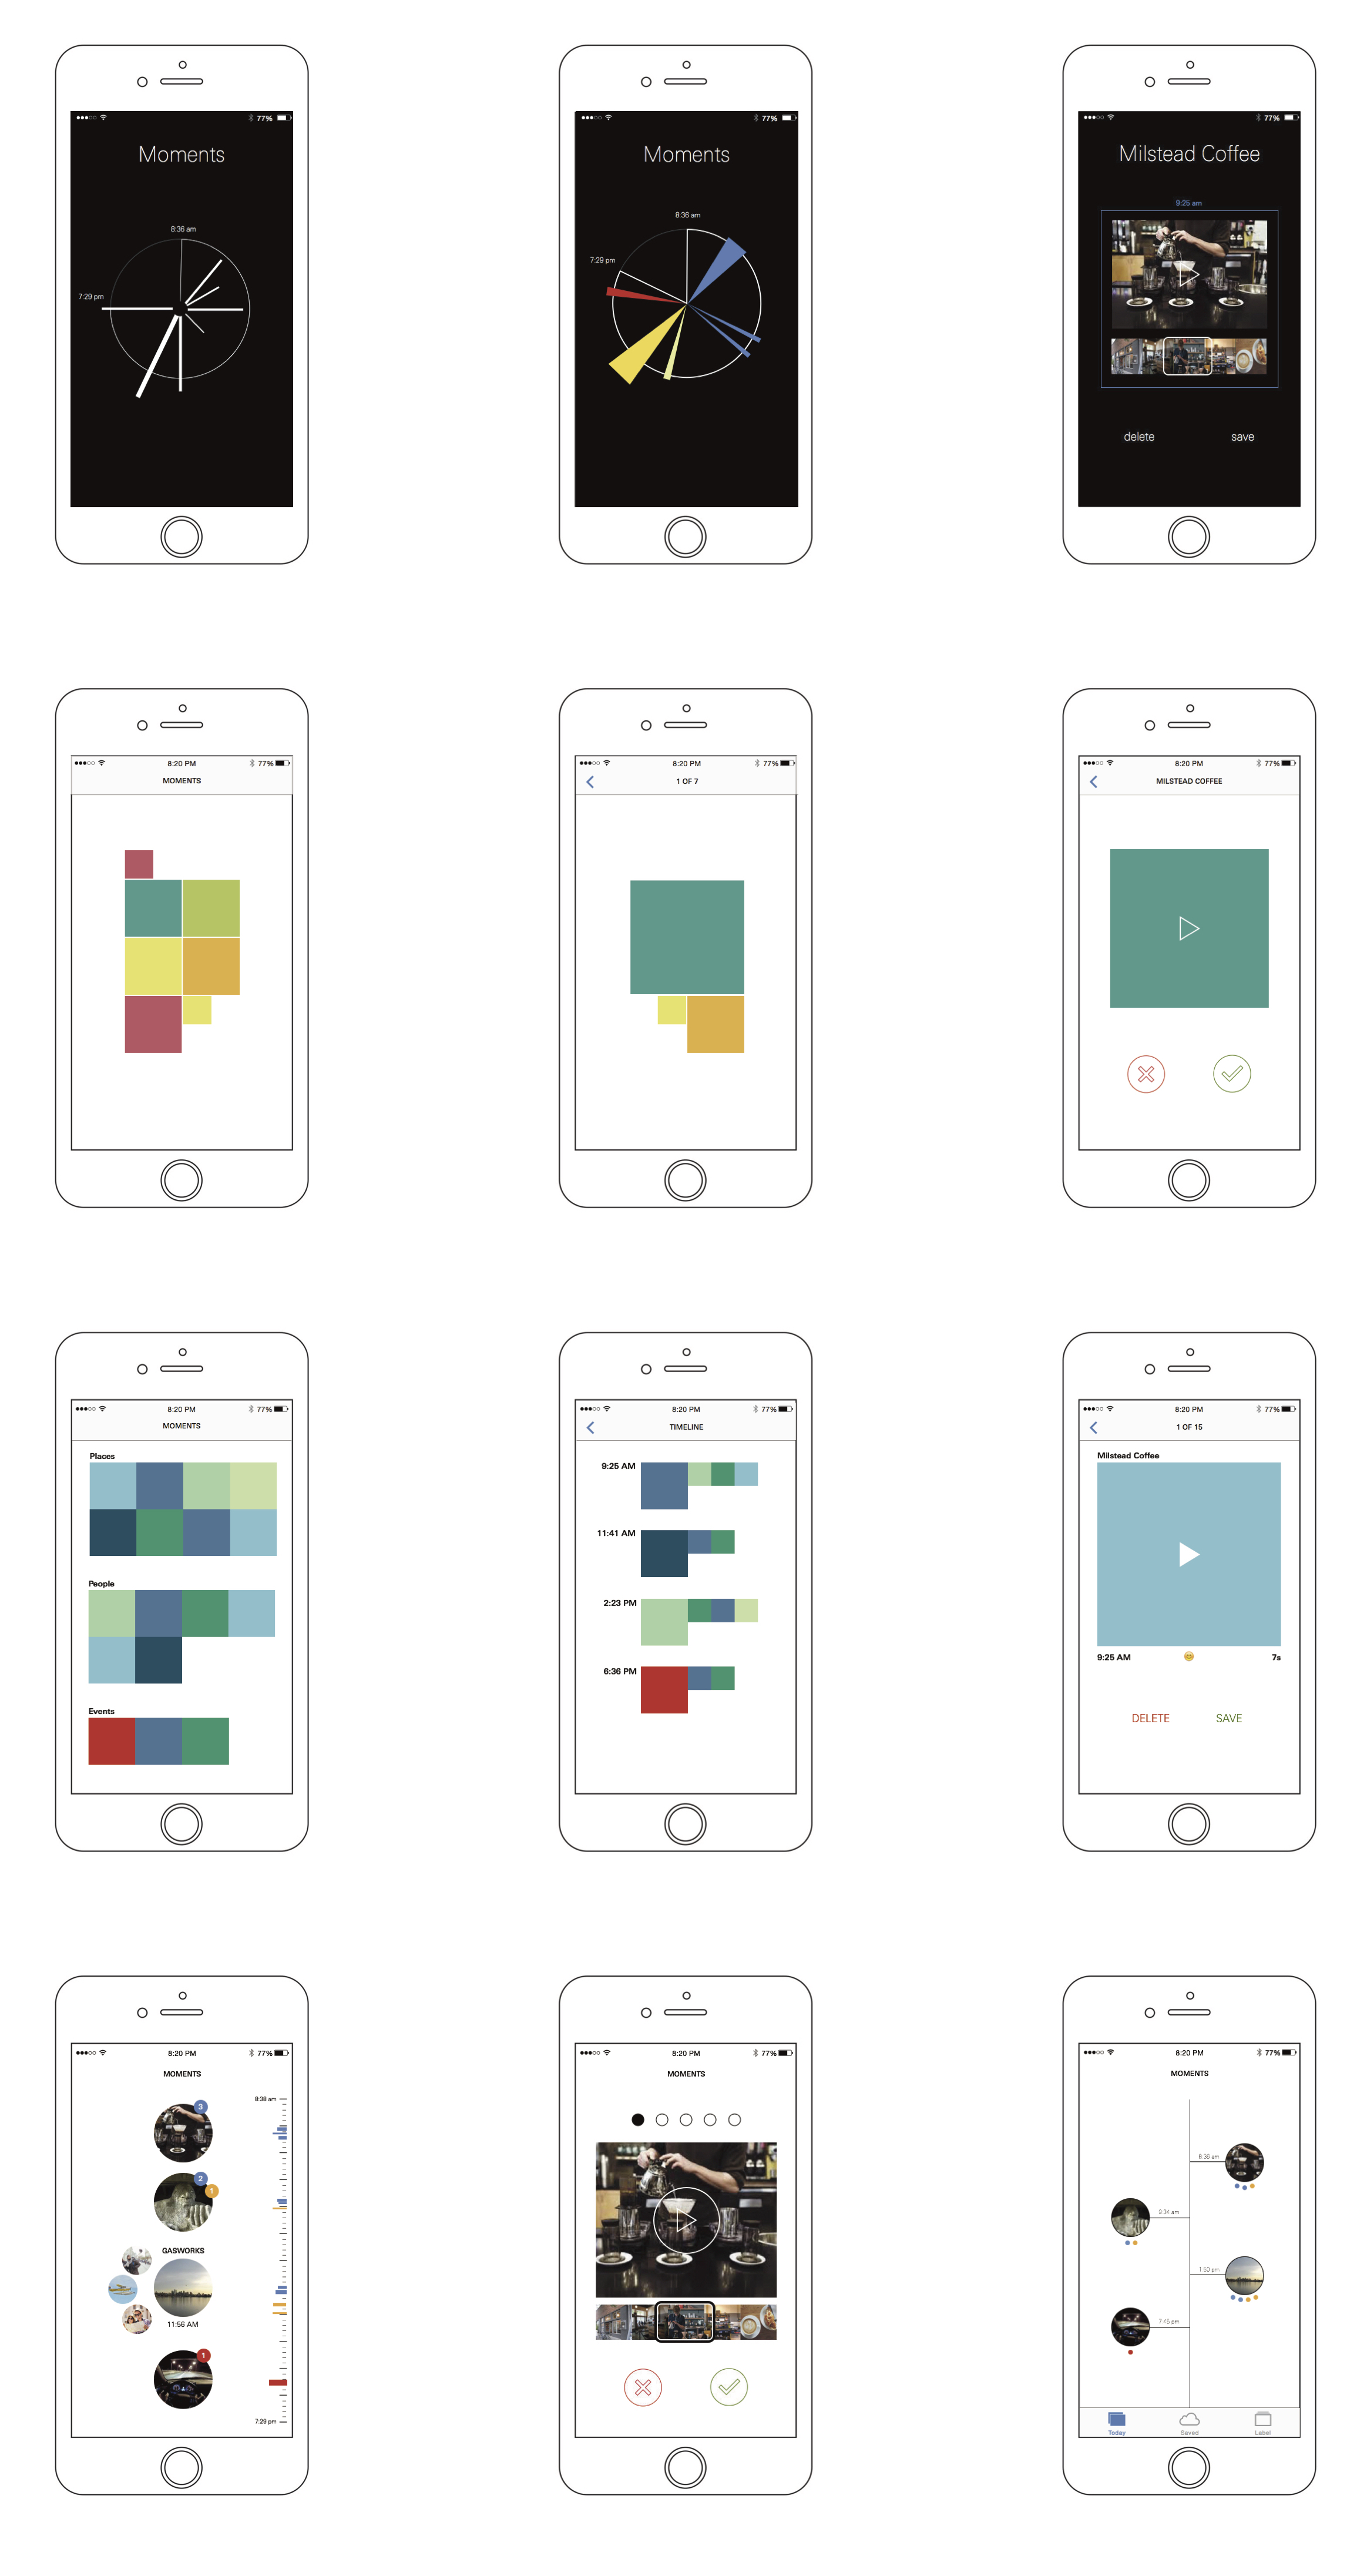 77%
Moments
8:36 am
7:29 pm
77%
Moments
8:36 am
7:29 pm
77%
Milstead Coffee
9:25 am
delete save
8:20 PM 77%
MOMENTS
8:20 PM 77%
1 OF 7
8:20 PM 77%
MILSTEAD COFFEE
8:20 PM 77%
MOMENTS
Places
People
Events
8:20 PM 77%
TIMELINE
9:25 AM
11:41 AM
2:23 PM
6:36 PM
8:20 PM 77%
1 OF 15
Milstead Coffee
9:25 AM 7s
DELETE SAVE
8:20 PM 77%
MOMENTS
8:38 am
3
2
1
GASWORKS
11:56 AM
1
7:29 pm
8:20 PM 77%
MOMENTS
8:20 PM 77%
MOMENTS
8:36 am
9:34 am
1:50 pm
7:15 pm
Today Saved Label